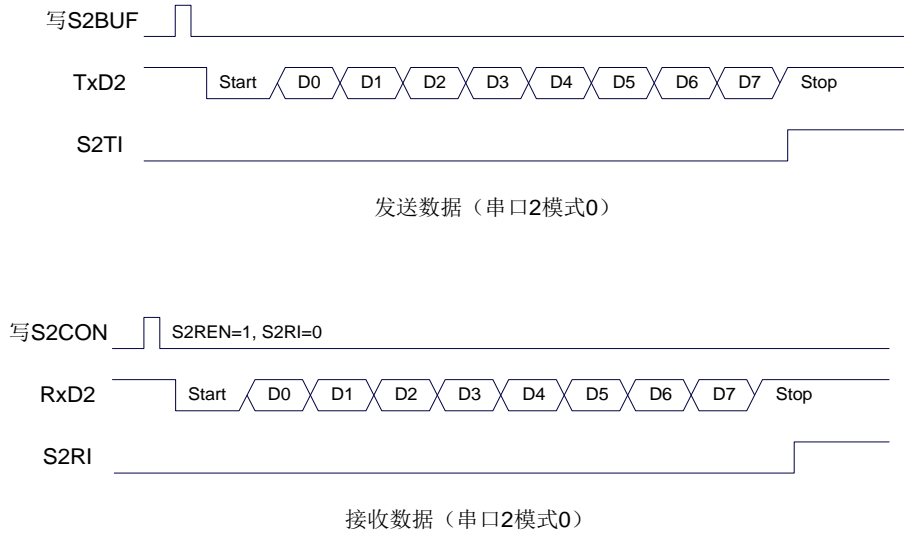 写S2BUF
TxD2 Start D0 D1 D2 D3 D4 D5 D6 D7 Stop
S2TI
发送数据（串口2模式0）
写S2CON S2REN=1, S2RI=0
RxD2 Start D0 D1 D2 D3 D4 D5 D6 D7 Stop
S2RI
接收数据（串口2模式0）